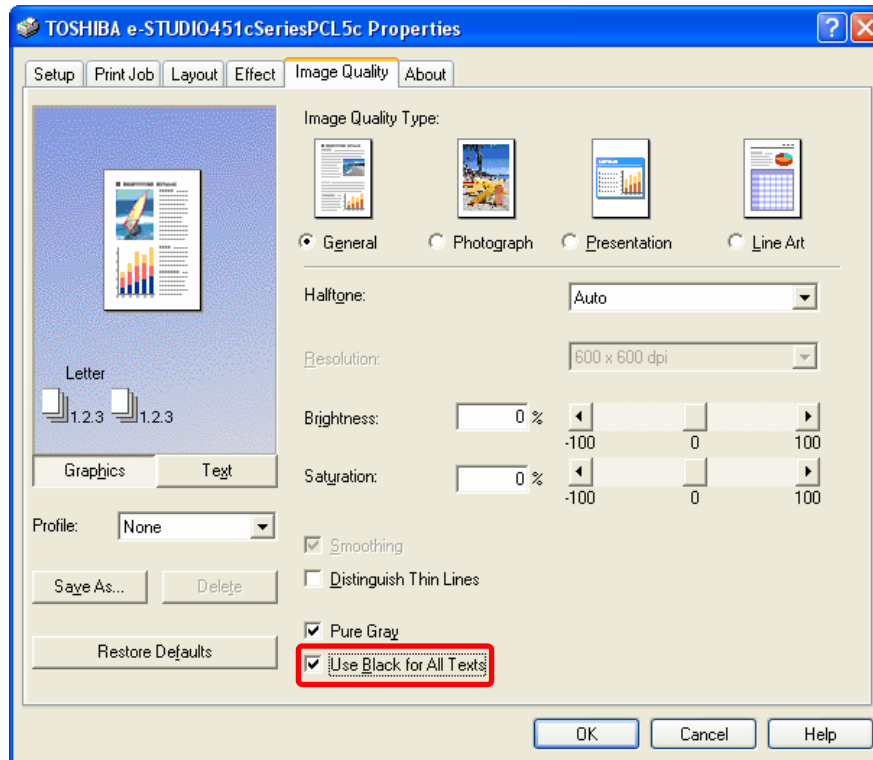 TOSHIBA e-STUDIO451cSeriesPCL5c Properties
Setup Print Job Layout Effect Image Quality About
Image Quality Type:
General Photograph Presentation Line Art
Halftone: Auto
Resolution: 600 x 600 dpi
Letter
1.2.3 1.2.3
Brightness: 0 %
-100 0 100
Graphics Text
Saturation: 0 %
-100 0 100
Profile: None
Smoothing
Save As... Delete
Distinguish Thin Lines
Pure Gray
Restore Defaults
Use Black for All Texts
OK Cancel Help